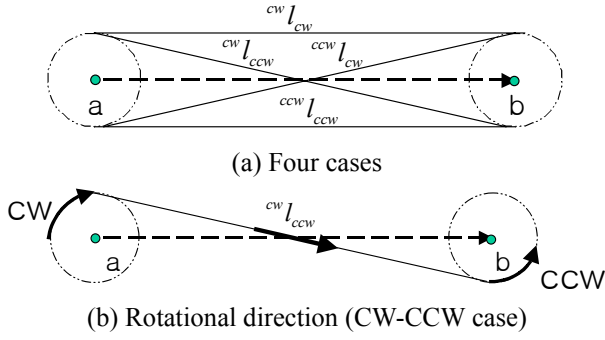 cw l cw
cw l ccw ccw l cw
a b
ccw l ccw
(a) Four cases
CW
cw l ccw
a b
CCW
(b) Rotational direction (CW-CCW case)